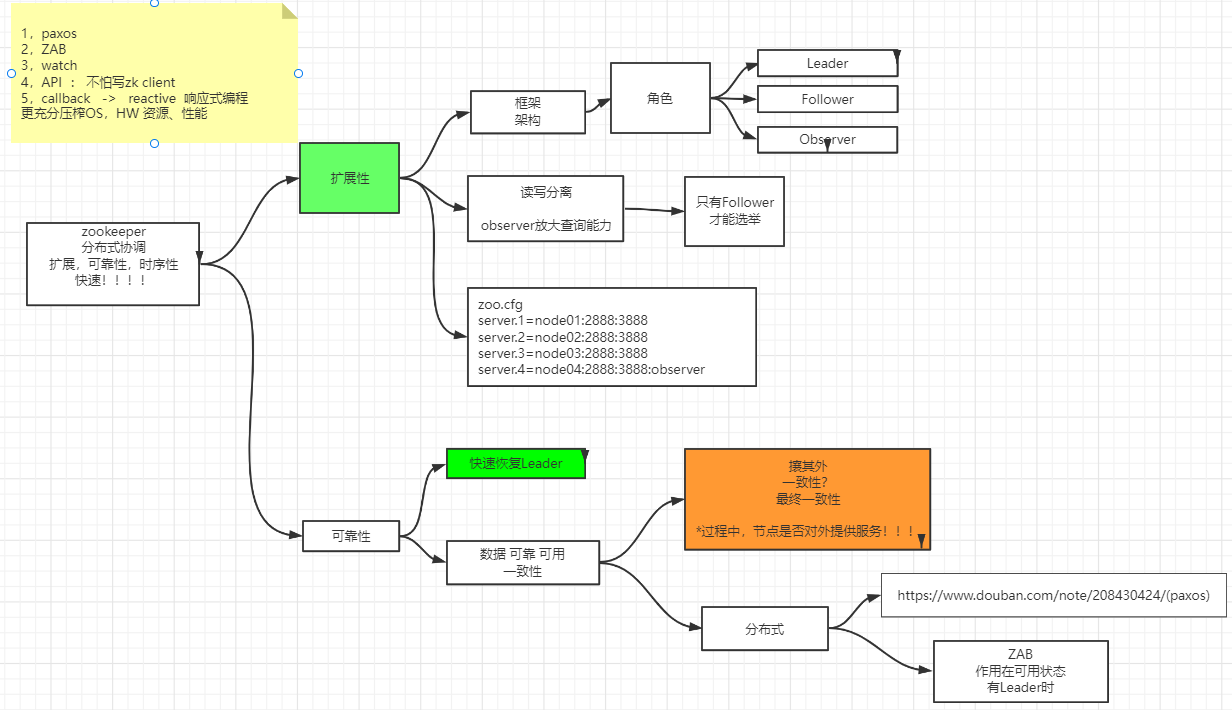 1，paxos
2，ZAB
3，watch
4，API ： 不怕写zk client
5，callback -> reactive 响应式编程
更充分压榨OS，HW 资源、性能
zookeeper
分布式协调
扩展，可靠性，时序性
快速！！！！
扩展性
框架
架构
角色
Leader
Follower
Observer
读写分离
observer放大查询能力
只有Follower
才能选举
zoo.cfg
server.1=node01:2888:3888
server.2=node02:2888:3888
server.3=node03:2888:3888
server.4=node04:2888:3888:observer
可靠性
快速恢复Leader
数据 可靠 可用
一致性
攘其外
一致性？
最终一致性
*过程中，节点是否对外提供服务！！！
分布式
https://www.douban.com/note/208430424/(paxos)
ZAB
作用在可用状态
有Leader时